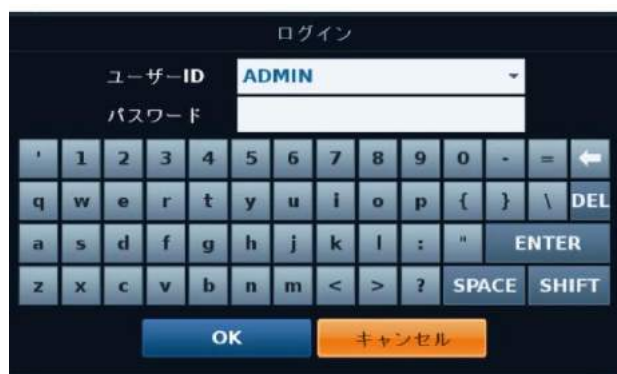 ログイン
ユーザーID ADMIN
パスワード
' 1 2 3 4 5 6 7 8 9 0 - =
q w e r t y u i o p { } \ DEL
a s d f g h j k l : " ENTER
z x c v b n m < > ? SPACE SHIFT
OK キャンセル